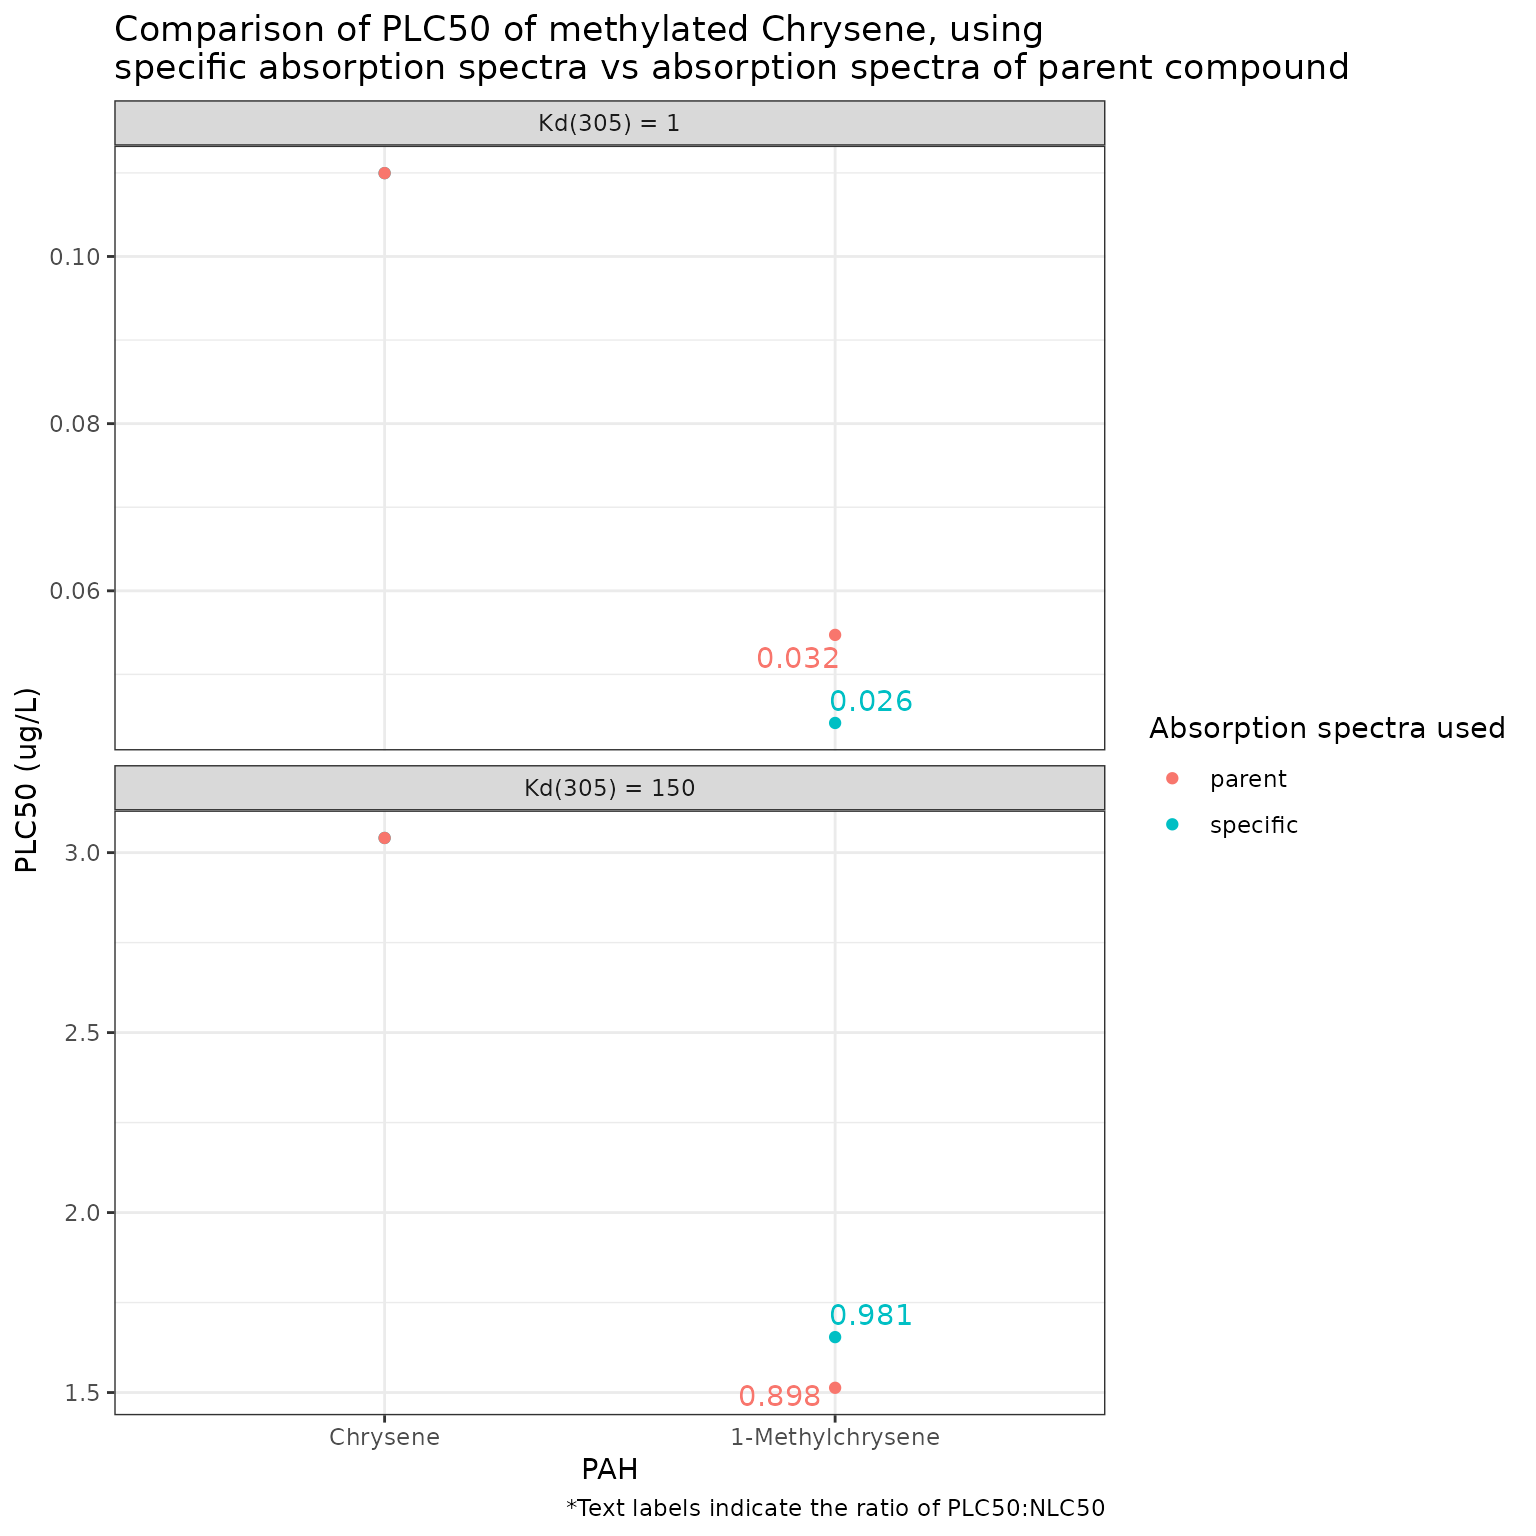 Comparison of PLC50 of methylated Chrysene, using
specific absorption spectra vs absorption spectra of parent compound
Kd(305) = 1
0.10
0.08
0.06
0.032
0.026
PLC50 (ug/L)
Kd(305) = 150
3.0
2.5
2.0
1.5
0.981
0.898
Chrysene
1-Methylchrysene
PAH
*Text labels indicate the ratio of PLC50:NLC50
Absorption spectra used
parent
specific